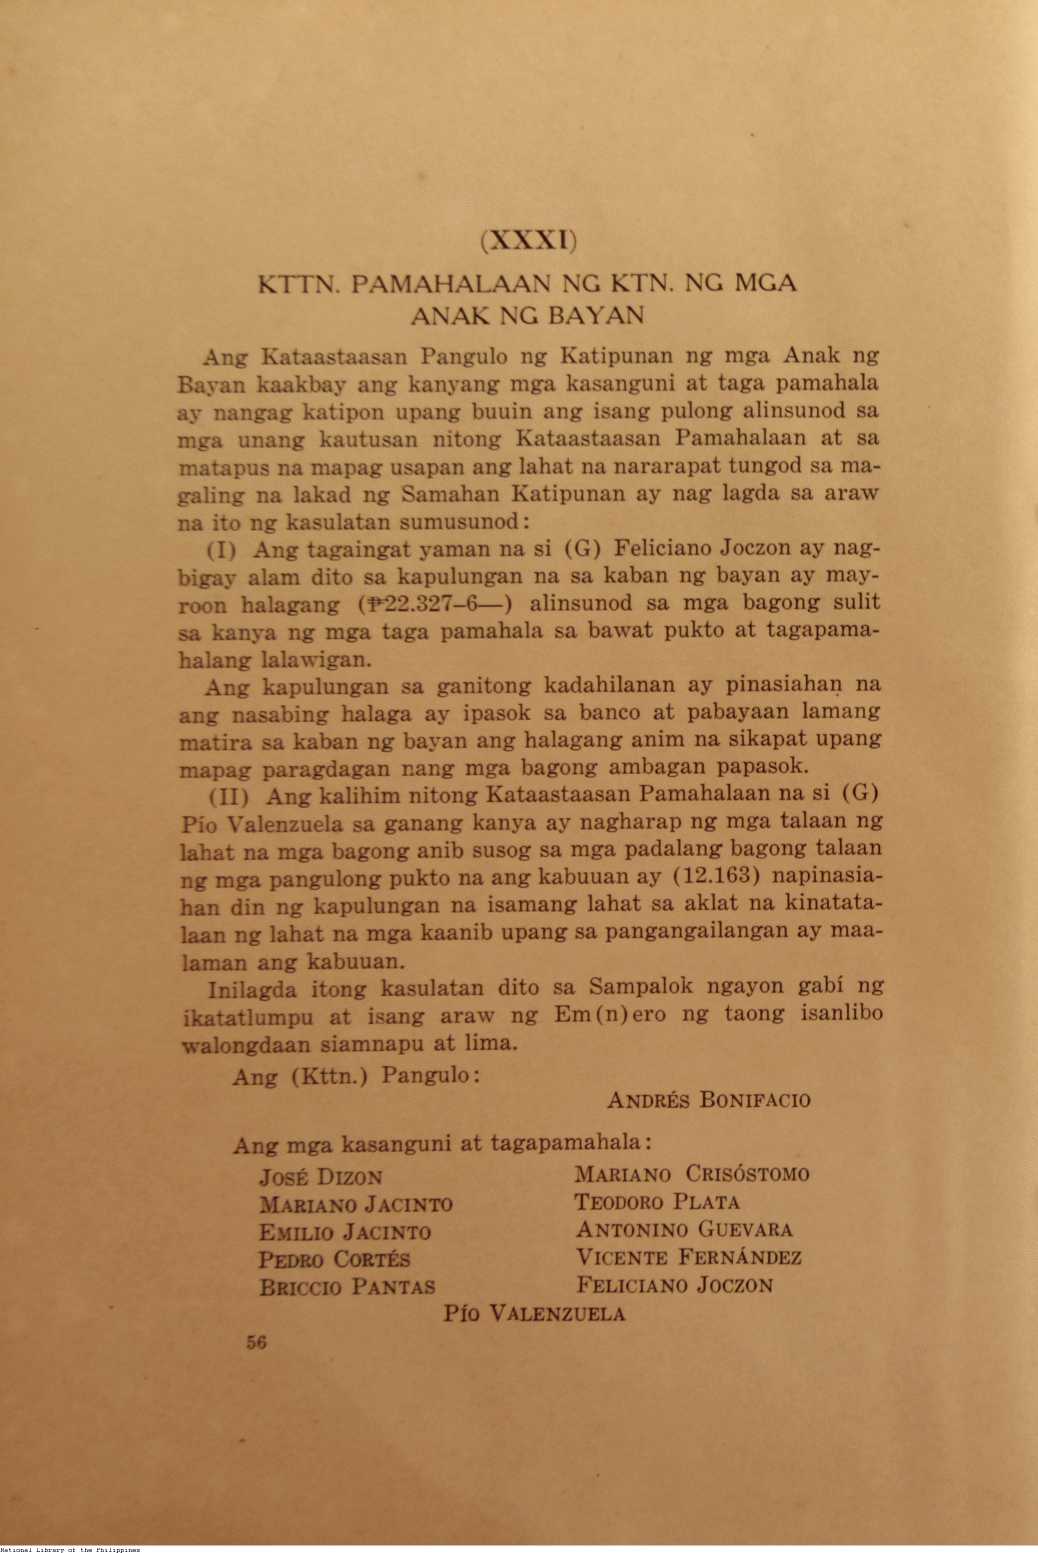 (XXXI)
KTTN. PAMAHALAAN NG KTN. NG MGA
ANAK NG BAYAN
Ang Kataastaasan Pangulo ng Katipunan ng mga Anak ng
Bayan kaakbay ang kanyang mga kasanguni at taga pamahala
ay nangag katipon upang buuin ang isang pulong alinsunod sa
mga unang kautusan nitong Kataastaasan Pamahalaan at sa
matapus na mapag usapan ang lahat na nararapat tungod sa ma-
galing na lakad ng Samahan Katipunan ay nag lagda sa araw
na ito ng kasulatan sumusunod:
(I) Ang tagaingat yaman na si (G) Feliciano Joczon ay nag-
bigay alam dito sa kapulungan na sa kaban ng bayan ay may-
roon halagang (₱22.327–6—) alinsunod sa mga bagong sulit
sa kanya ng mga taga pamahala sa bawat pukto at tagapama-
halang lalawigan.
Ang kapulungan sa ganitong kadahilanan ay pinasiahan na
ang nasabing halaga ay ipasok sa banco at pabayaan lamang
matira sa kaban ng bayan ang halagang anim na sikapat upang
mapag paragdagan nang mga bagong ambagan papasok.
(II) Ang kalihim nitong Kataastaasan Pamahalaan na si (G)
Pío Valenzuela sa ganang kanya ay nagharap ng mga talaan ng
lahat na mga bagong anib susog sa mga padalang bagong talaan
ng mga pangulong pukto na ang kabuuan ay (12.163) napinasia-
han din ng kapulungan na isamang lahat sa aklat na kinatata-
laan ng lahat na mga kaanib upang sa pangangailangan ay maa-
laman ang kabuuan.
Inilagda itong kasulatan dito sa Sampalok ngayon gabí ng
ikatatlumpu at isang araw ng Em(n)ero ng taong isanlibo
walongdaan siamnapu at lima.
Ang (Kttn.) Pangulo:
ANDRÉS BONIFACIO
Ang mga kasanguni at tagapamahala:
JOSÉ DIZON MARIANO CRISÓSTOMO
MARIANO JACINTO TEODORO PLATA
EMILIO JACINTO ANTONINO GUEVARA
PEDRO CORTÉS VICENTE FERNÁNDEZ
BRICCIO PANTAS FELICIANO JOCZON
PÍO VALENZUELA
56
National Library of the Philippines